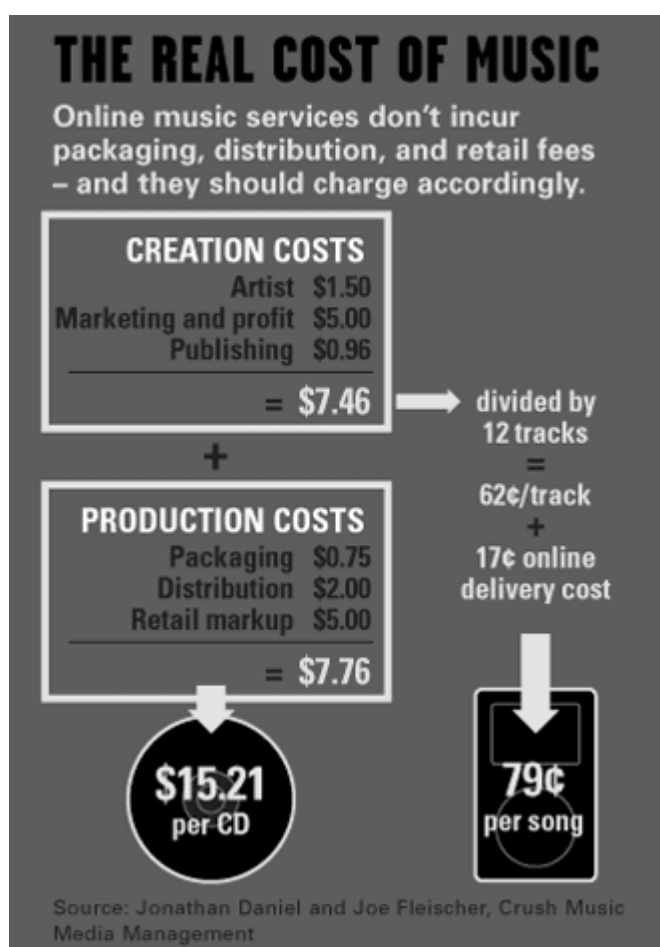 THE REAL COST OF MUSIC
Online music services don't incur
packaging, distribution, and retail fees
– and they should charge accordingly.
CREATION COSTS
Artist $1.50
Marketing and profit $5.00
Publishing $0.96
= $7.46
+
PRODUCTION COSTS
Packaging $0.75
Distribution $2.00
Retail markup $5.00
= $7.76
$15.21
per CD
divided by
12 tracks
=
62¢/track
+
17¢ online
delivery cost
79¢
per song
Source: Jonathan Daniel and Joe Fleischer, Crush Music
Media Management